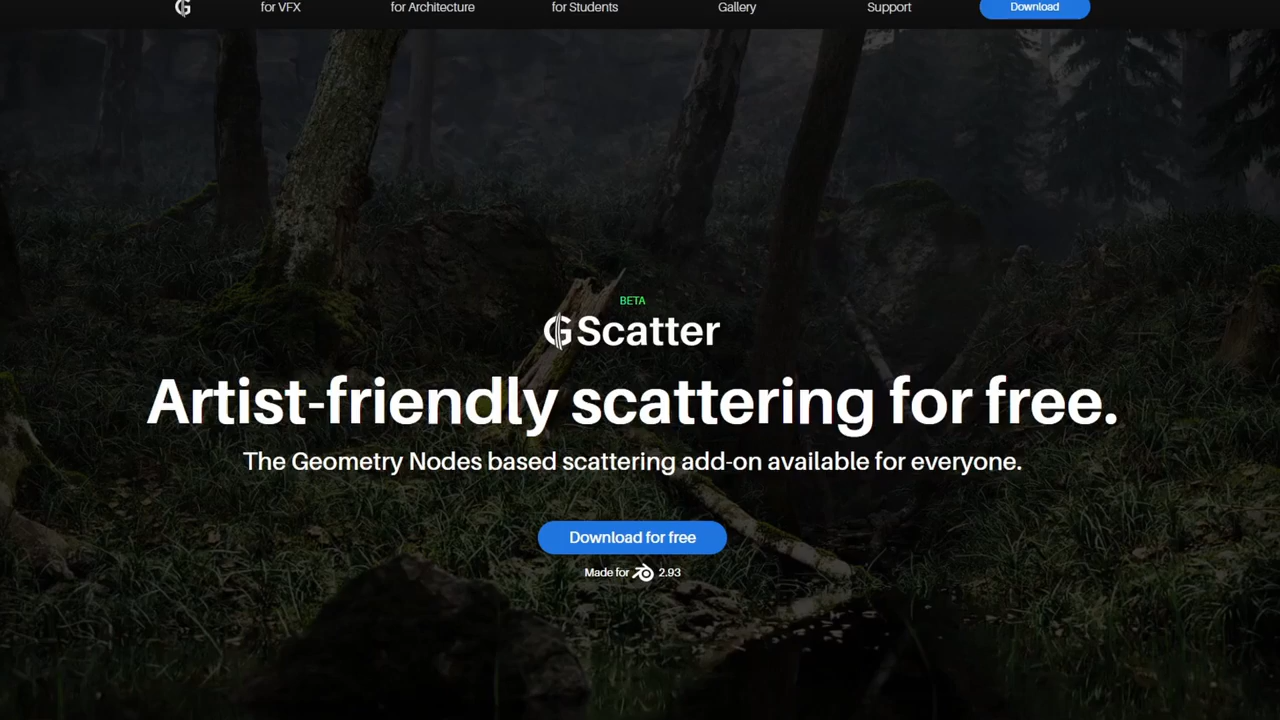 for VFX
for Architecture
for Students
Gallery
Support
Download
BETA
GScatter
Artist-friendly scattering for free.
The Geometry Nodes based scattering add-on available for everyone.
Download for free
Made for 2.93